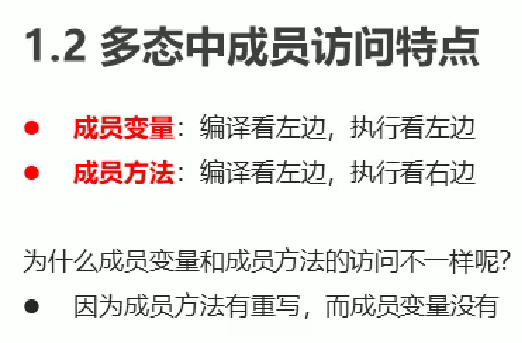 1.2 多态中成员访问特点
● 成员变量：编译看左边，执行看左边
● 成员方法：编译看左边，执行看右边
为什么成员变量和成员方法的访问不一样呢？
● 因为成员方法有重写，而成员变量没有